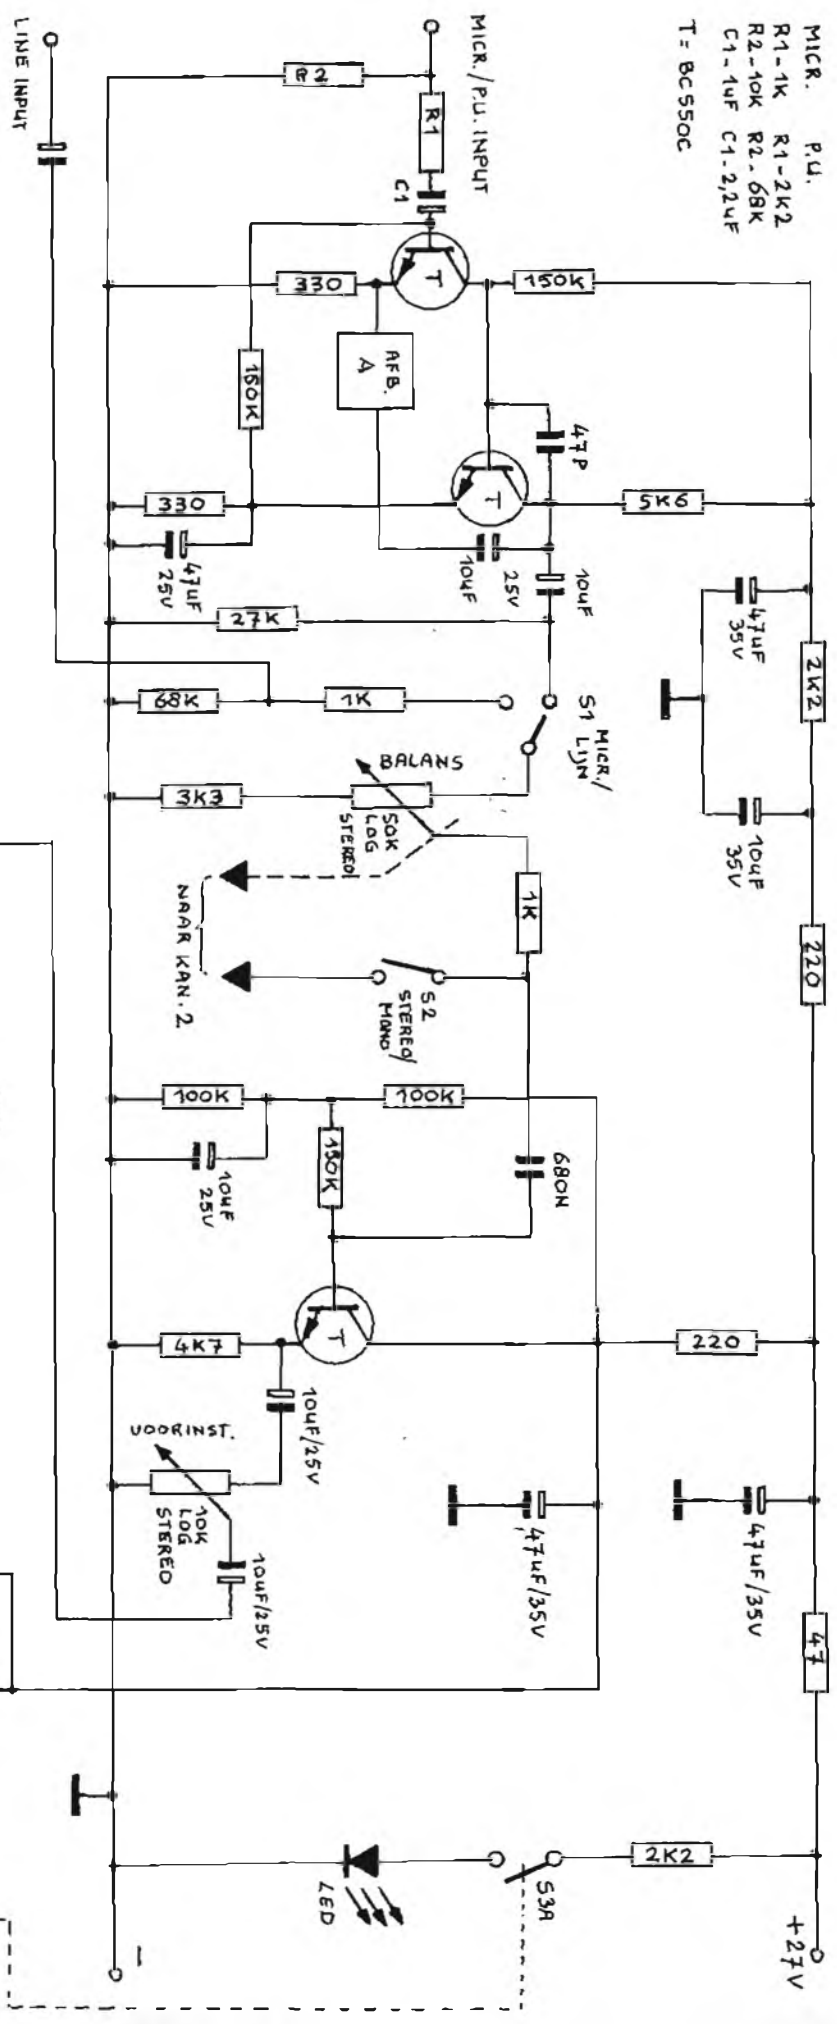 MICR. P.U.
R1-1K R1-2K2
R2-10K R2-68K
C1-1uF C1-2,2uF
T= BC550C
MICR./P.U. INPUT
LINE INPUT
R2
R1
C1
T
330
150K
150K
AFB.
A
47P
T
5K6
330
47uF
25V
10uF
25V
10uF
27K
47uF
35V
2K2
10uF
35V
220
68K
1K
S1 MICR./
LIJN
BALANS
3K3
50K
LOG
STEREO
1K
NAAR KAN. 2
S2
STEREO/
MONO
100K
100K
10uF
25V
150K
680N
T
4K7
220
10uF/25V
VOORINST.
10K
LOG
STEREO
10uF/25V
47uF/35V
47uF/35V
47
LED
S3A
2K2
+27V
–